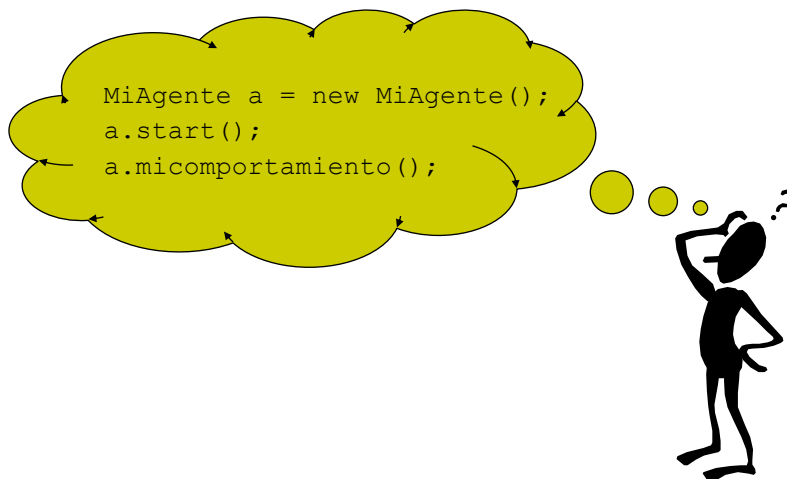 MiAgente a = new MiAgente();
a.start();
a.micomportamiento();